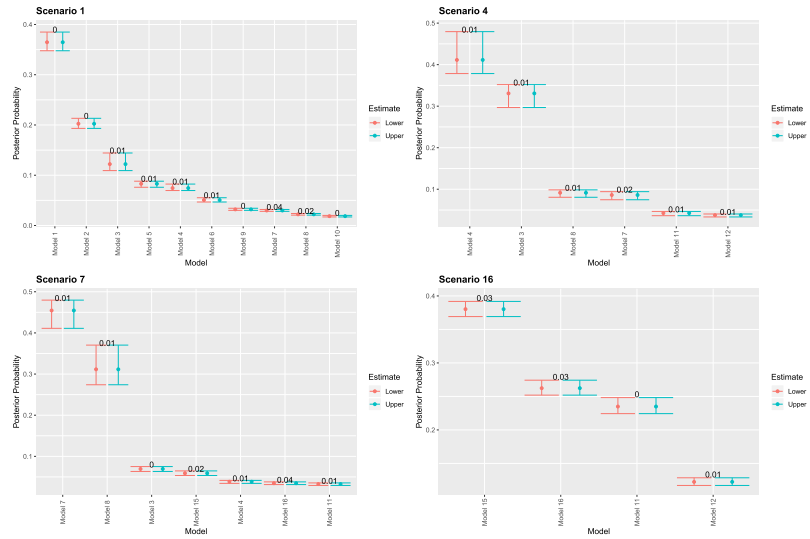 Scenario 1
0.4
0.3
0.2
0.1
0.0
Posterior Probability
0
0
0.01
0.01
0.01
0.01
0
0.04
0.02
0
Model 1
Model 2
Model 3
Model 5
Model 4
Model 6
Model 9
Model 7
Model 8
Model 10
Model
Estimate
Lower
Upper
Scenario 4
0.5
0.4
0.3
0.1
Posterior Probability
0.01
0.01
0.01
0.02
0.01
0.01
Model 4
Model 3
Model 8
Model 7
Model 11
Model 12
Model
Estimate
Lower
Upper
Scenario 7
0.5
0.4
0.3
0.1
Posterior Probability
0.01
0.01
0
0.02
0.01
0.04
0.01
Model 7
Model 8
Model 3
Model 15
Model 4
Model 16
Model 11
Model
Estimate
Lower
Upper
Scenario 16
0.4
0.3
0.2
Posterior Probability
0.03
0.03
0
0.01
Model 15
Model 16
Model 11
Model 12
Model
Estimate
Lower
Upper